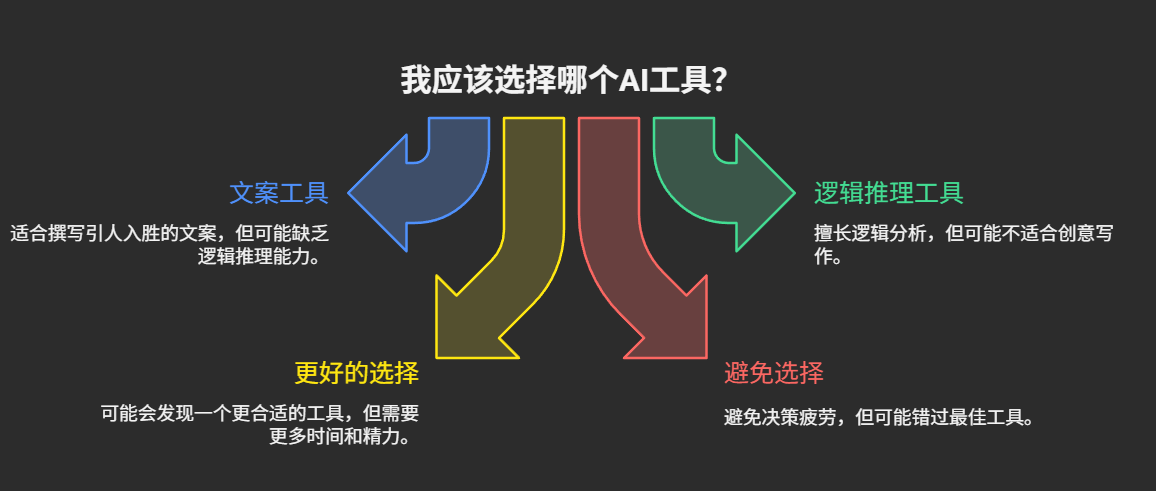 我应该选择哪个AI工具？
文案工具
适合撰写引人入胜的文案，但可能缺乏
逻辑推理能力。
逻辑推理工具
擅长逻辑分析，但可能不适合创意写
作。
更好的选择
可能会发现一个更合适的工具，但需要
更多时间和精力。
避免选择
避免决策疲劳，但可能错过最佳工具。